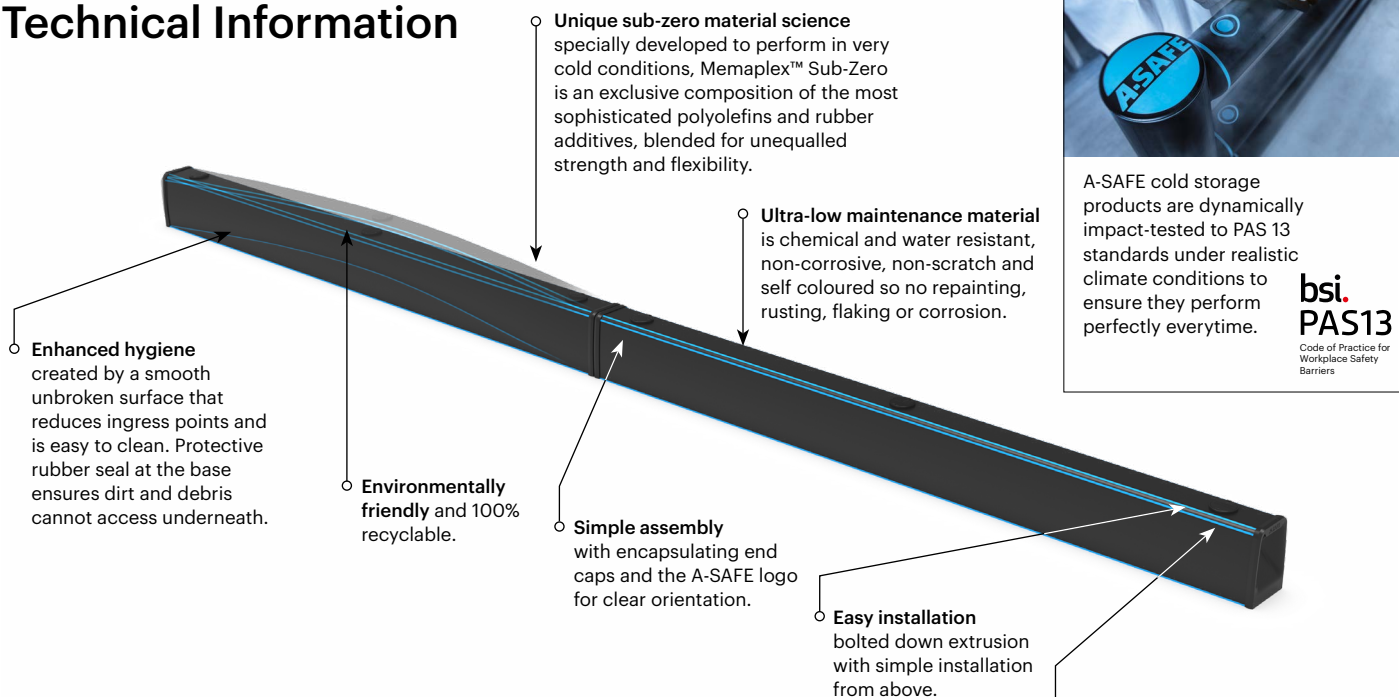 Technical Information
Unique sub-zero material science
specially developed to perform in very
cold conditions, Memaplex™ Sub-Zero
is an exclusive composition of the most
sophisticated polyolefins and rubber
additives, blended for unequalled
strength and flexibility.
Ultra-low maintenance material
is chemical and water resistant,
non-corrosive, non-scratch and
self coloured so no repainting,
rusting, flaking or corrosion.
A-SAFE
A-SAFE cold storage
products are dynamically
impact-tested to PAS 13
standards under realistic
climate conditions to
ensure they perform
perfectly everytime.
bsi.
PAS13
Code of Practice for
Workplace Safety
Barriers
Enhanced hygiene
created by a smooth
unbroken surface that
reduces ingress points and
is easy to clean. Protective
rubber seal at the base
ensures dirt and debris
cannot access underneath.
Environmentally
friendly and 100%
recyclable.
Simple assembly
with encapsulating end
caps and the A-SAFE logo
for clear orientation.
Easy installation
bolted down extrusion
with simple installation
from above.